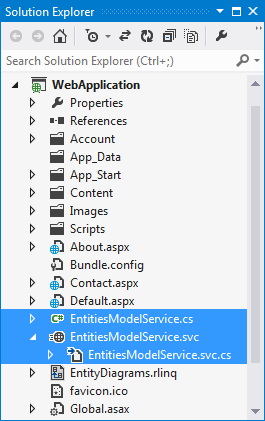 Solution Explorer
Search Solution Explorer (Ctrl+;)
WebApplication
Properties
References
Account
App_Data
App_Start
Content
Images
Scripts
About.aspx
Bundle.config
Contact.aspx
Default.aspx
EntitiesModelService.cs
EntitiesModelService.svc
EntitiesModelService.svc.cs
EntityDiagrams.rlinq
favicon.ico
Global.asax